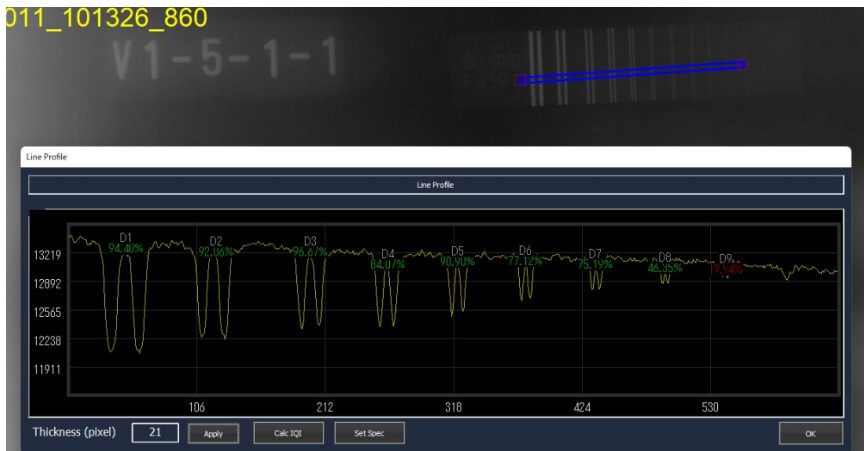 011_101326_860
V1-5-1-1
Line Profile
Line Profile
D1 D2 D3 D4 D5 D6 D7 D8 D9
94.40% 92.06% 96.67% 84.07% 90.90% 77.12% 75.19% 46.35% 19.94%
13219
12892
12565
12238
11911
106 212 318 424 530
Thickness (pixel) 21 Apply Calc IQI Set Spec OK